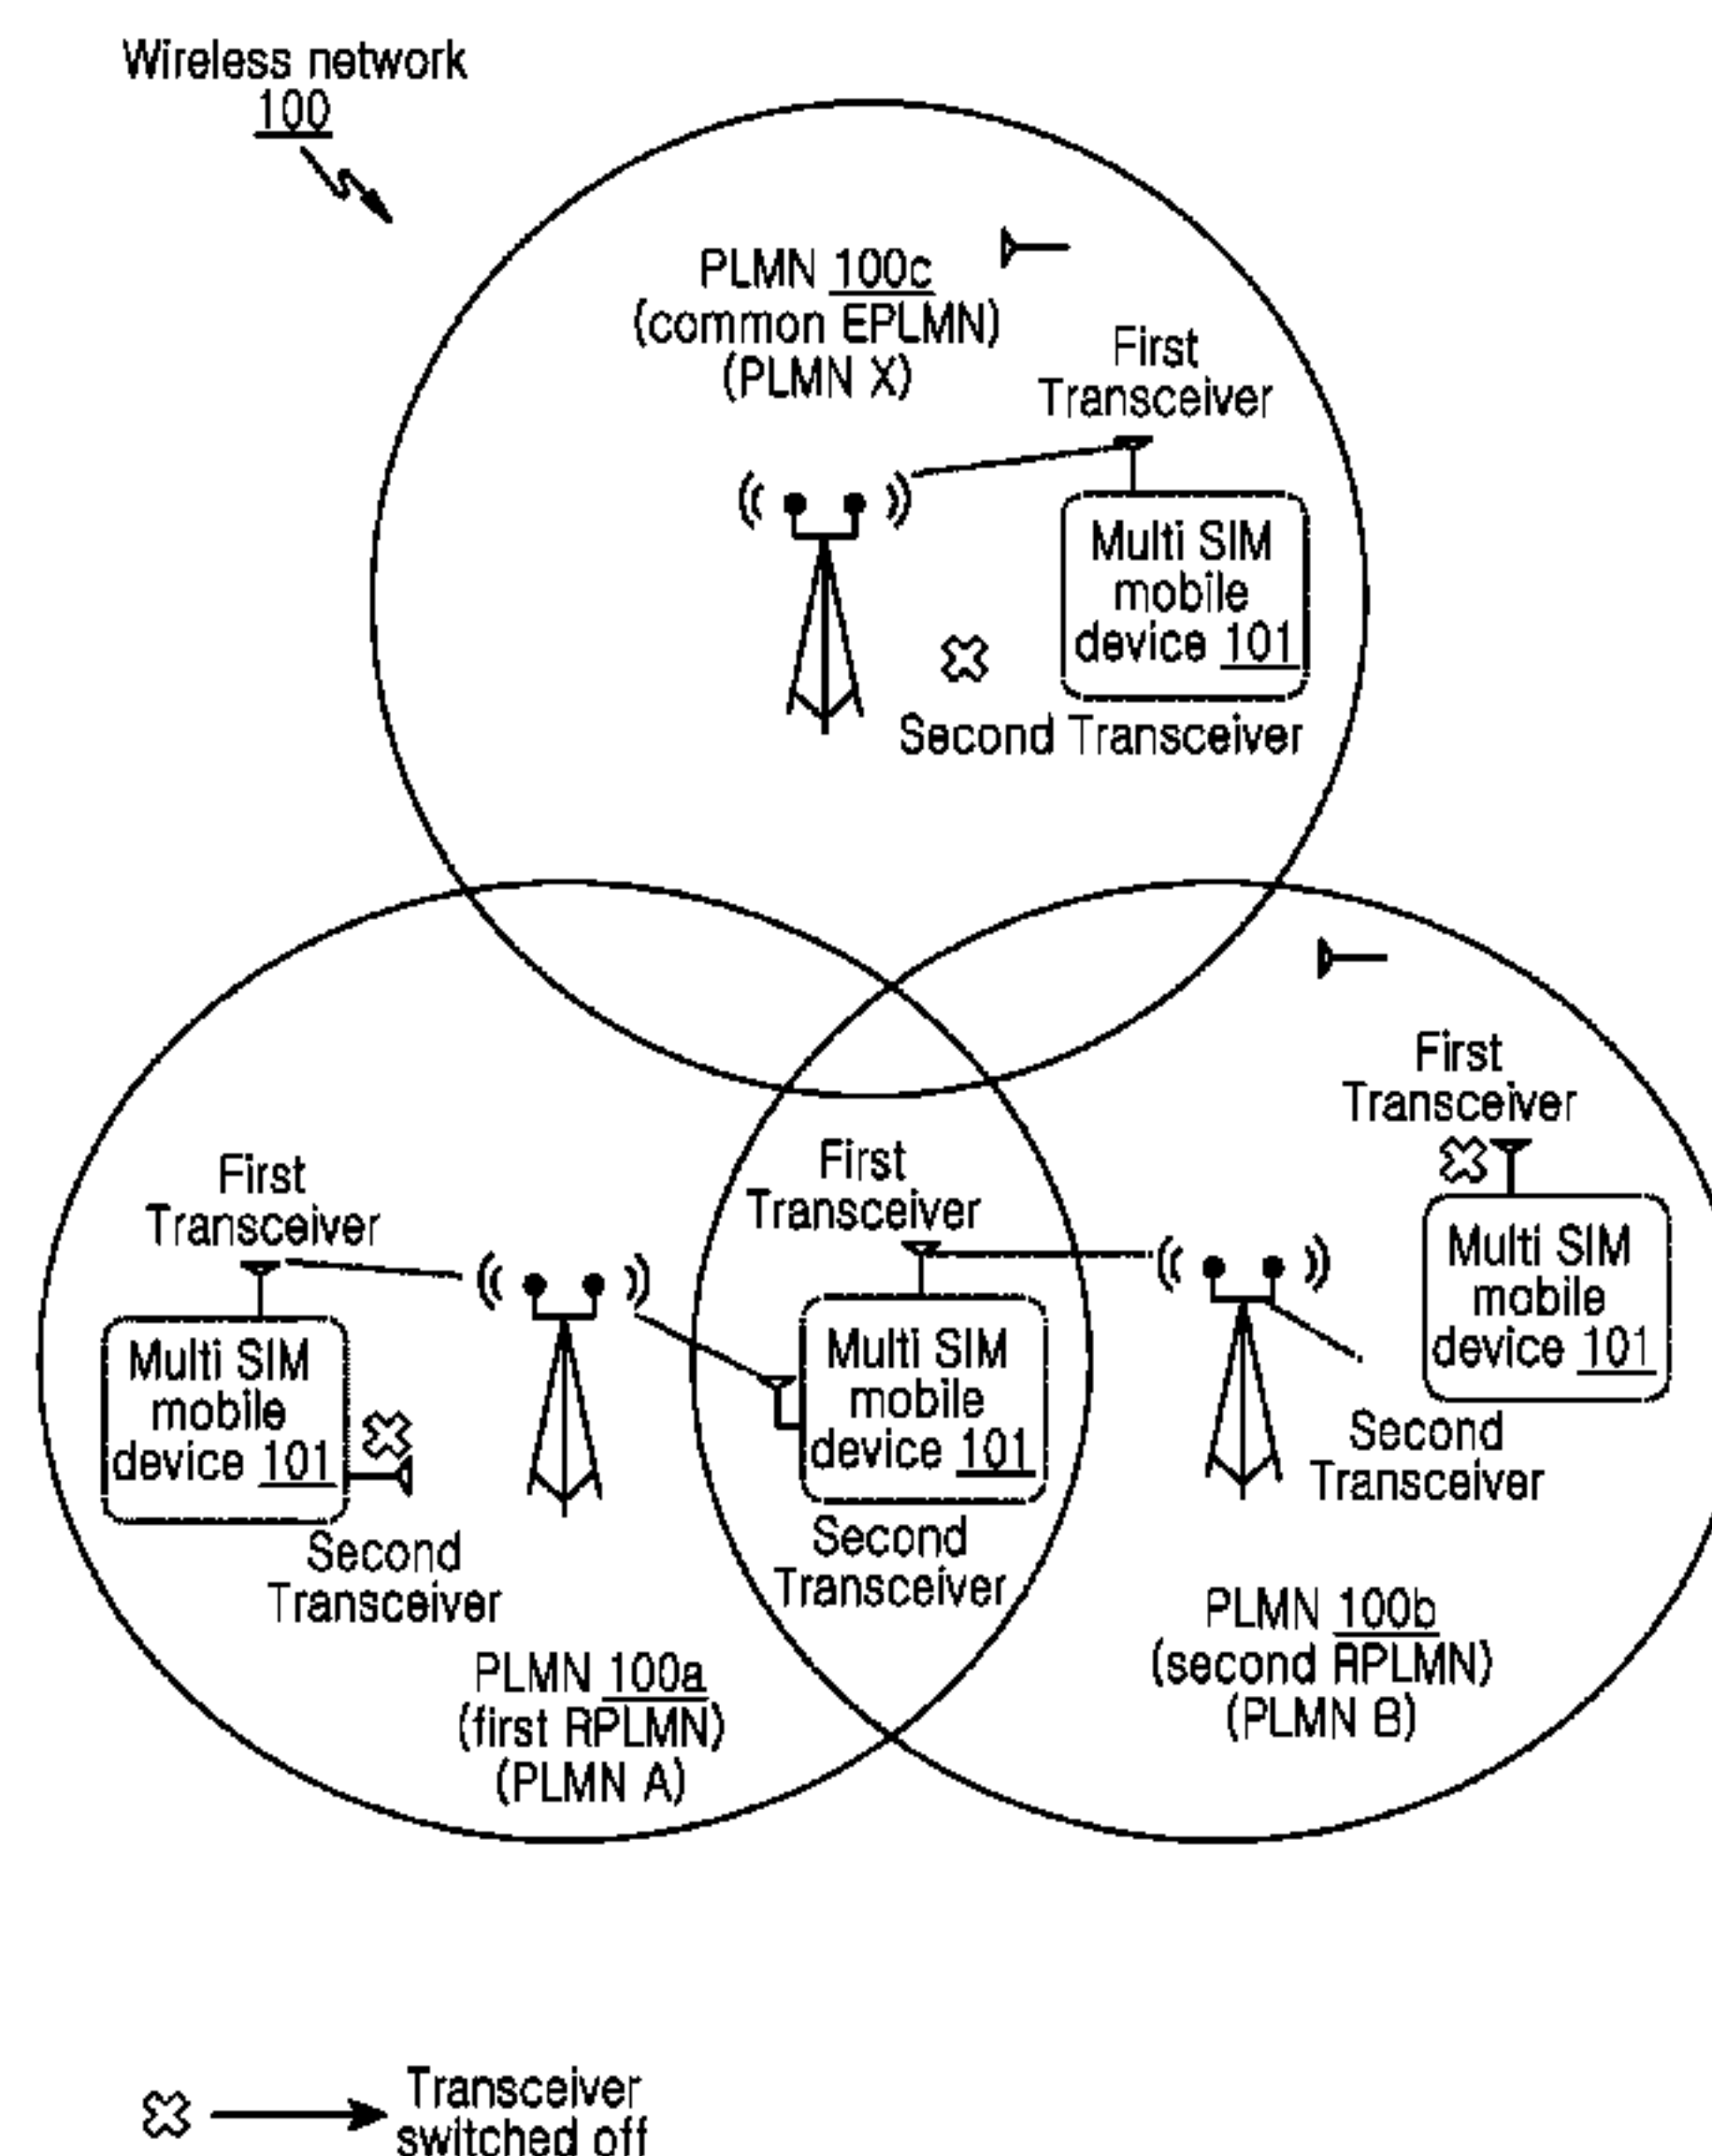 Wireless network
100
PLMN 100c
(common EPLMN)
(PLMN X)
First
Transceiver
Multi SIM
mobile
device 101
Second Transceiver
First
Transceiver
Multi SIM
mobile
device 101
Second
Transceiver
PLMN 100a
(first RPLMN)
(PLMN A)
First
Transceiver
Multi SIM
mobile
device 101
Second
Transceiver
First
Transceiver
Multi SIM
mobile
device 101
Second
Transceiver
PLMN 100b
(second RPLMN)
(PLMN B)
Transceiver
switched off